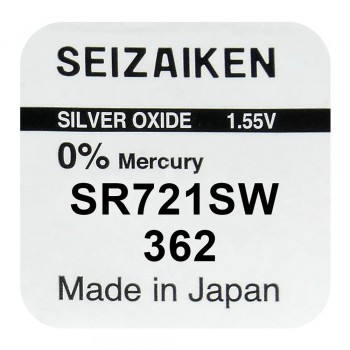 SEIZAIKEN
SILVER OXIDE 1.55V
0% Mercury
SR721SW
362
Made in Japan